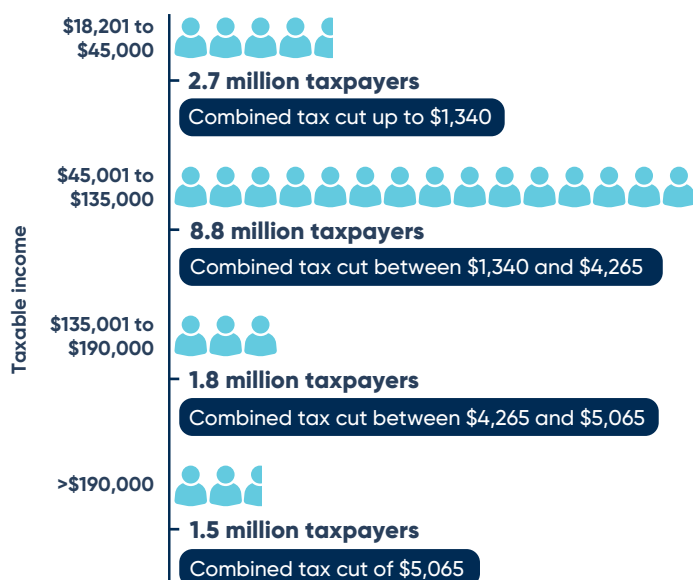 $18,201 to
$45,000
2.7 million taxpayers
Combined tax cut up to $1,340
$45,001 to
$135,000
8.8 million taxpayers
Combined tax cut between $1,340 and $4,265
Taxable income
$135,001 to
$190,000
1.8 million taxpayers
Combined tax cut between $4,265 and $5,065
>$190,000
1.5 million taxpayers
Combined tax cut of $5,065